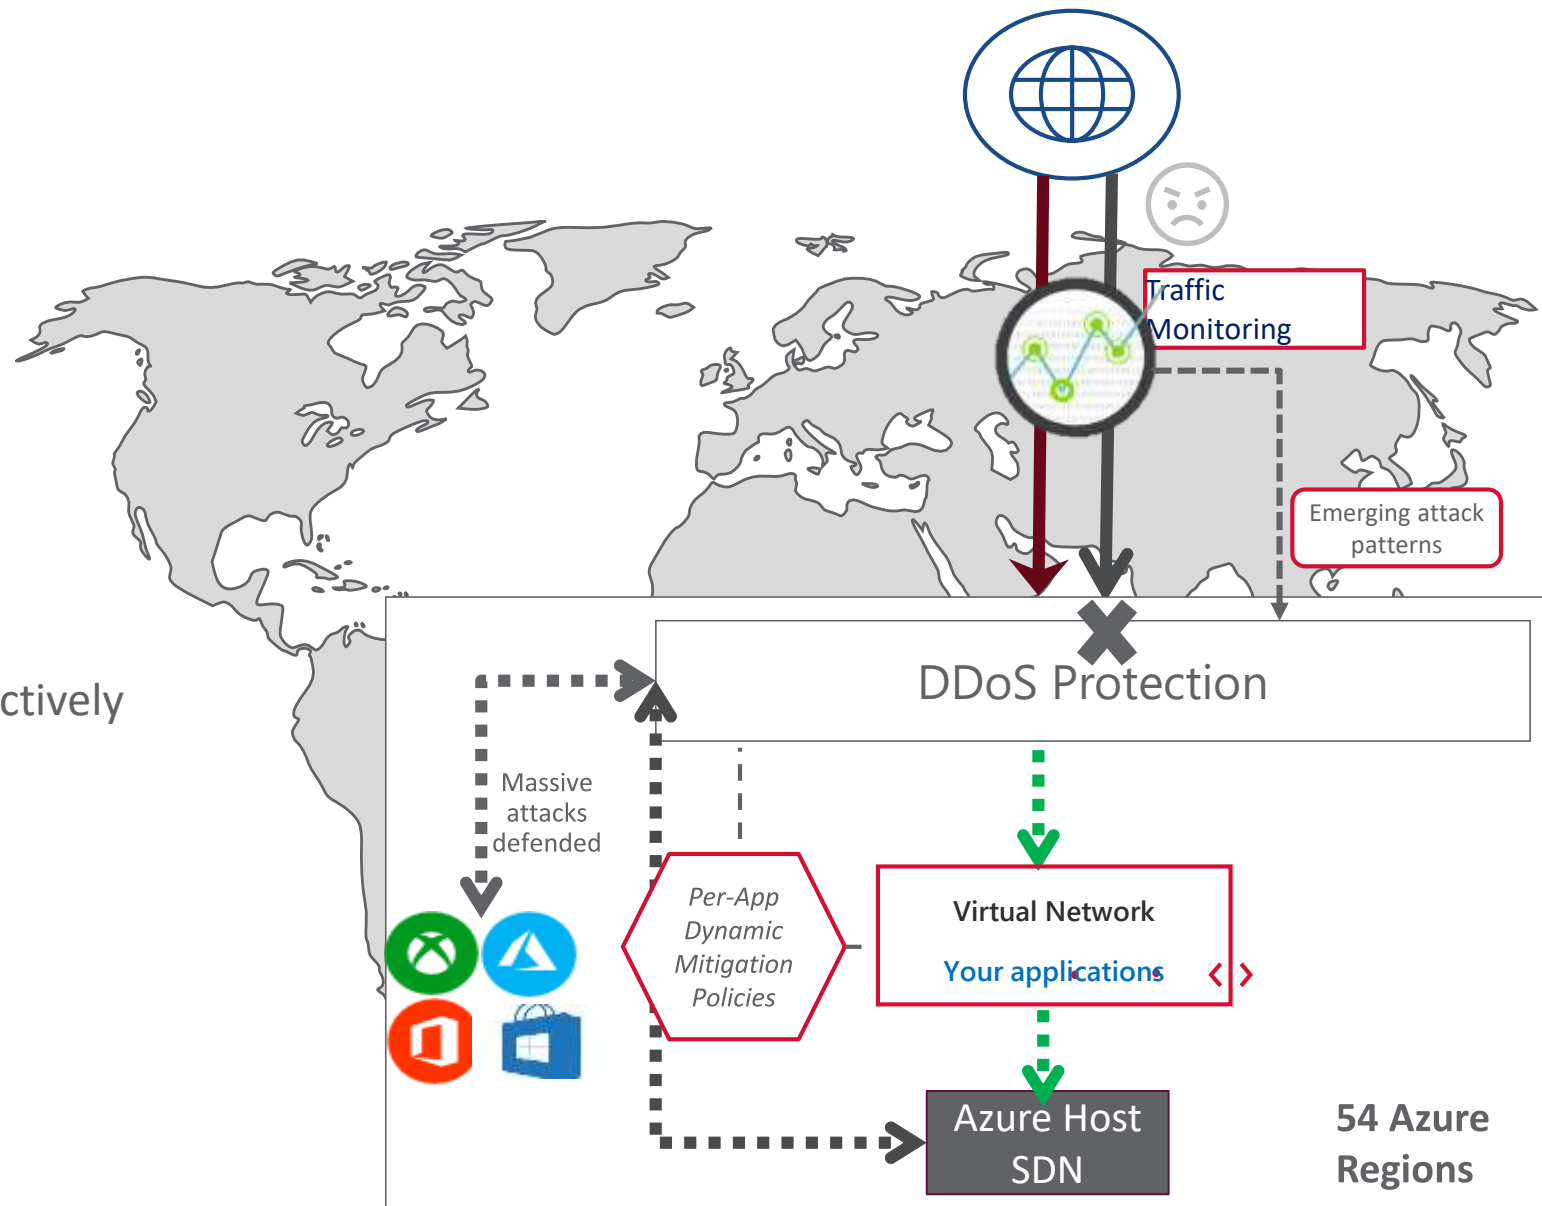 Traffic
Monitoring
Emerging attack
patterns
ctively
DDoS Protection
Massive
attacks
defended
Per-App
Dynamic
Mitigation
Policies
Virtual Network
Your applications
Azure Host
SDN
54 Azure
Regions